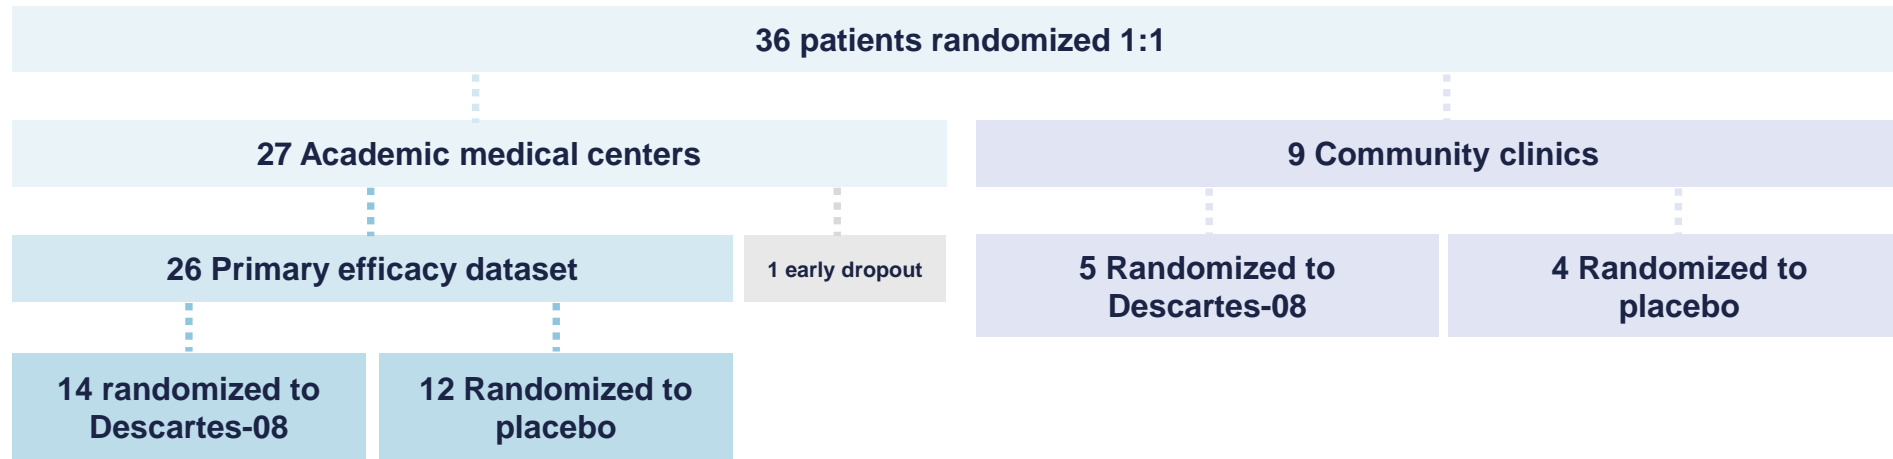 36 patients randomized 1:1
27 Academic medical centers
9 Community clinics
26 Primary efficacy dataset
1 early dropout
5 Randomized to
Descartes-08
4 Randomized to
placebo
14 randomized to
Descartes-08
12 Randomized to
placebo